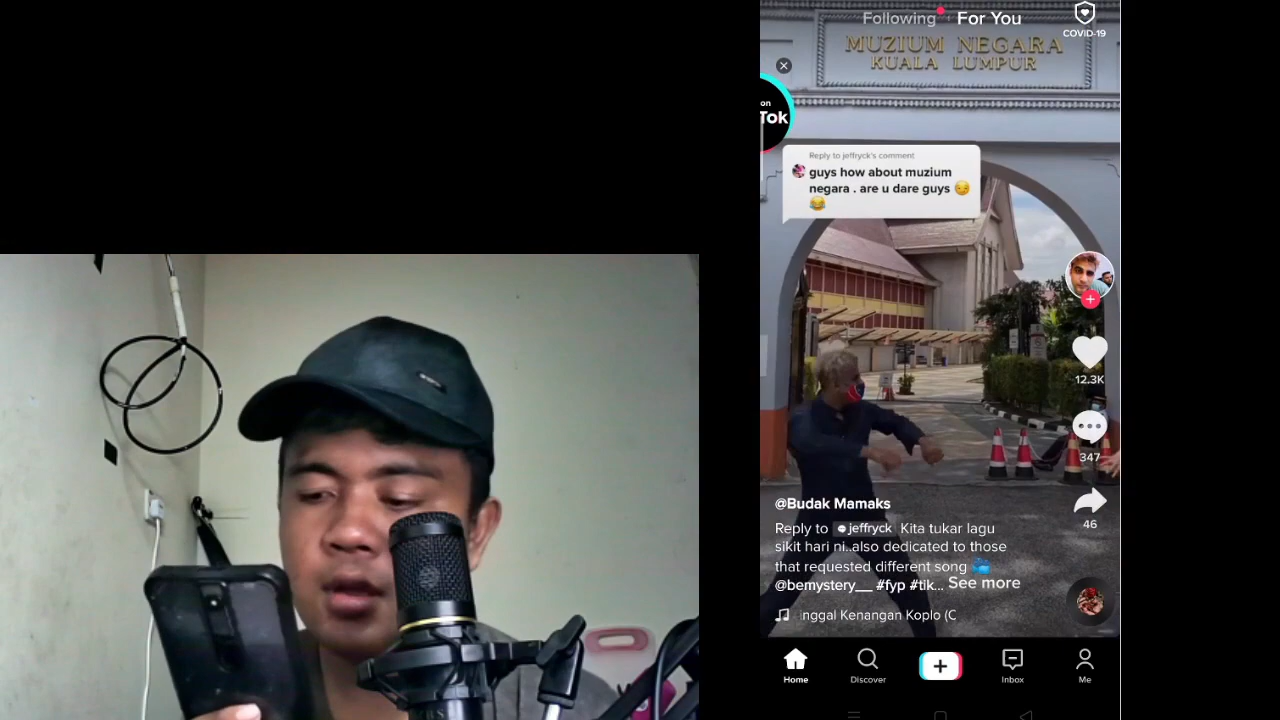 Following
For You
COVID-19
MUZIUM NEGARA
KUALA LUMPUR
on
Tok
Reply to jeffryck's comment
guys how about muzium
negara . are u dare guys 😏
😂
12.3K
347
46
@Budak Mamaks
Reply to jeffryck Kita tukar lagu
sikit hari ni..also dedicated to those
that requested different song
@bemystery__ #fyp #tik... See more
inggal Kenangan Koplo (C
Home
Discover
Inbox
Me